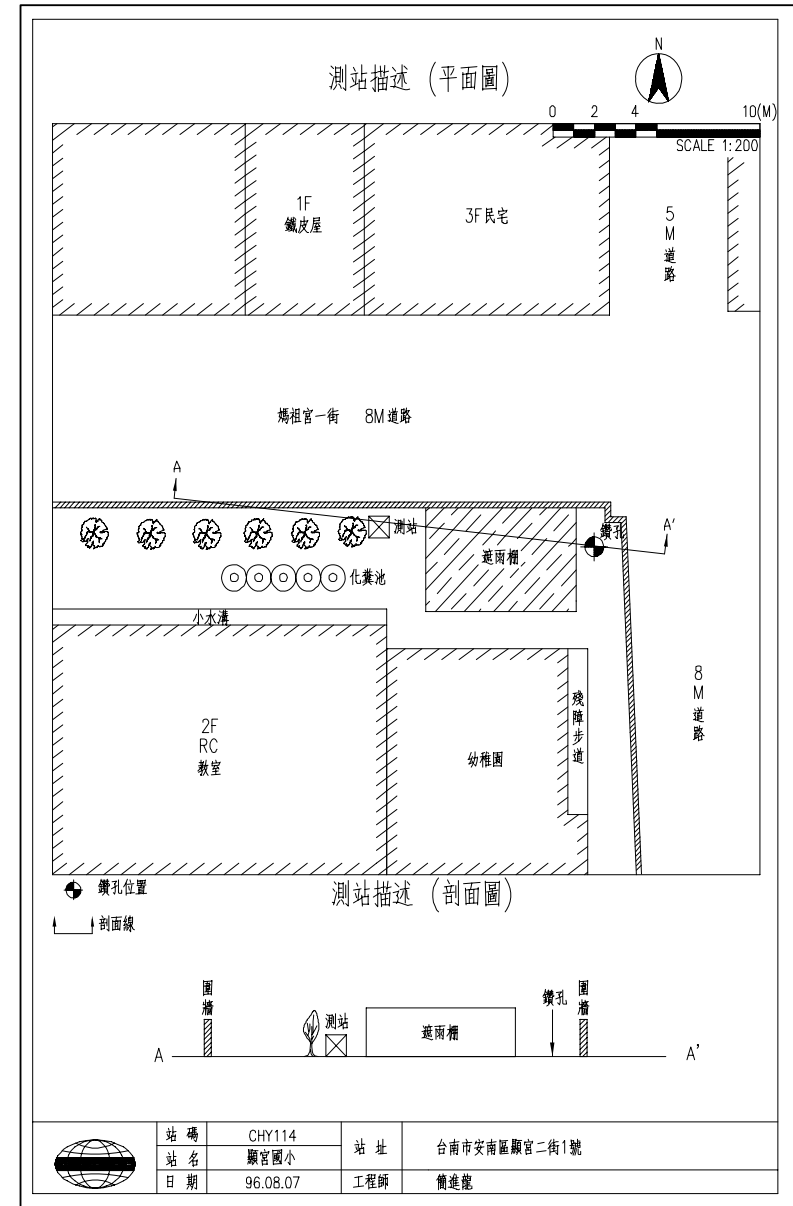 測站描述 (平面圖)
N
0 2 4 10(M)
SCALE 1:200
1F
鐵皮屋
3F民宅
5M道路
媽祖宮一街 8M道路
A
A'
測站
鑽孔
遮雨棚
化糞池
小水溝
2F
RC
教室
幼稚園
殘障步道
8M道路
鑽孔位置
剖面線
測站描述 (剖面圖)
圍牆
測站
遮雨棚
鑽孔
圍牆
A
A'
站碼 CHY114
站名 顯宮國小
日期 96.08.07
站址 台南市安南區顯宮二街1號
工程師 簡進龍